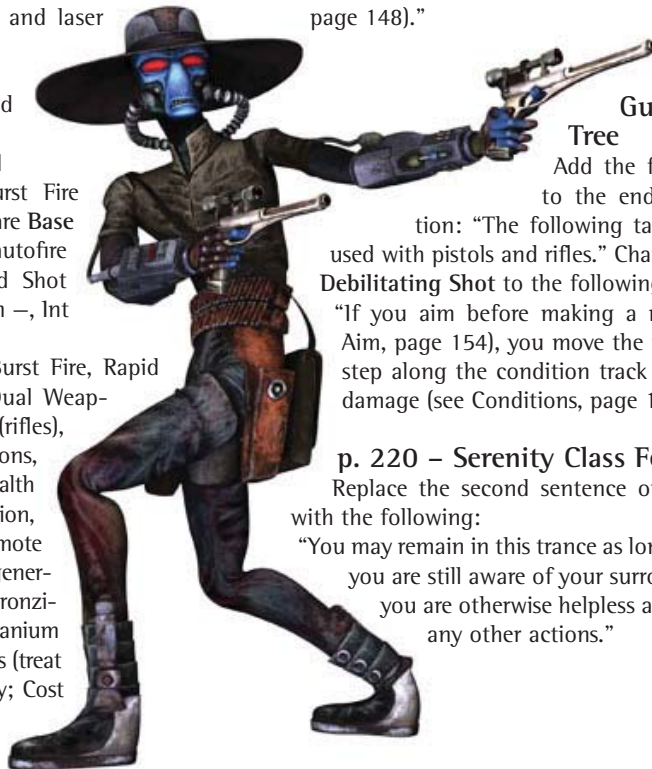 and laser
d
l
urst Fire
are Base
autofire
d Shot
n –, Int
Burst Fire, Rapid
Dual Weap-
(rifles),
ons,
alth
ion,
mote
gener-
ronzi-
anium
s (treat
y; Cost
page 148)."
Gu
Tree
Add the f
to the end
tion: "The following ta
used with pistols and rifles." Cha
Debilitating Shot to the following
"If you aim before making a r
Aim, page 154), you move the
step along the condition track
damage (see Conditions, page 1
p. 220 – Serenity Class Fe
Replace the second sentence o
with the following:
"You may remain in this trance as lon
you are still aware of your surro
you are otherwise helpless a
any other actions."